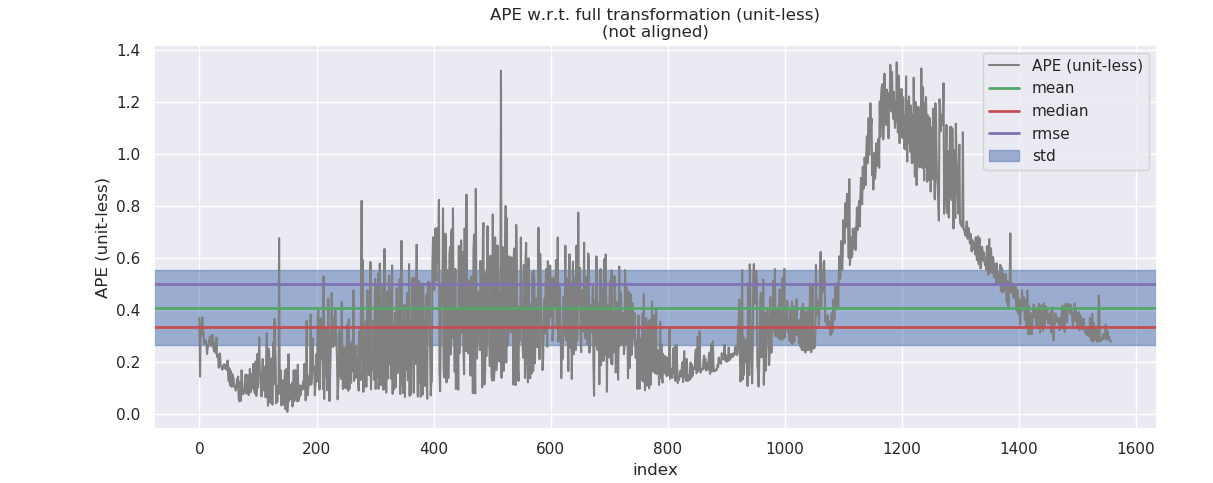 APE w.r.t. full transformation (unit-less)
(not aligned)
APE (unit-less)
1.4
1.2
1.0
0.8
0.6
0.4
0.2
0.0
0 200 400 600 800 1000 1200 1400 1600
index
APE (unit-less)
mean
median
rmse
std